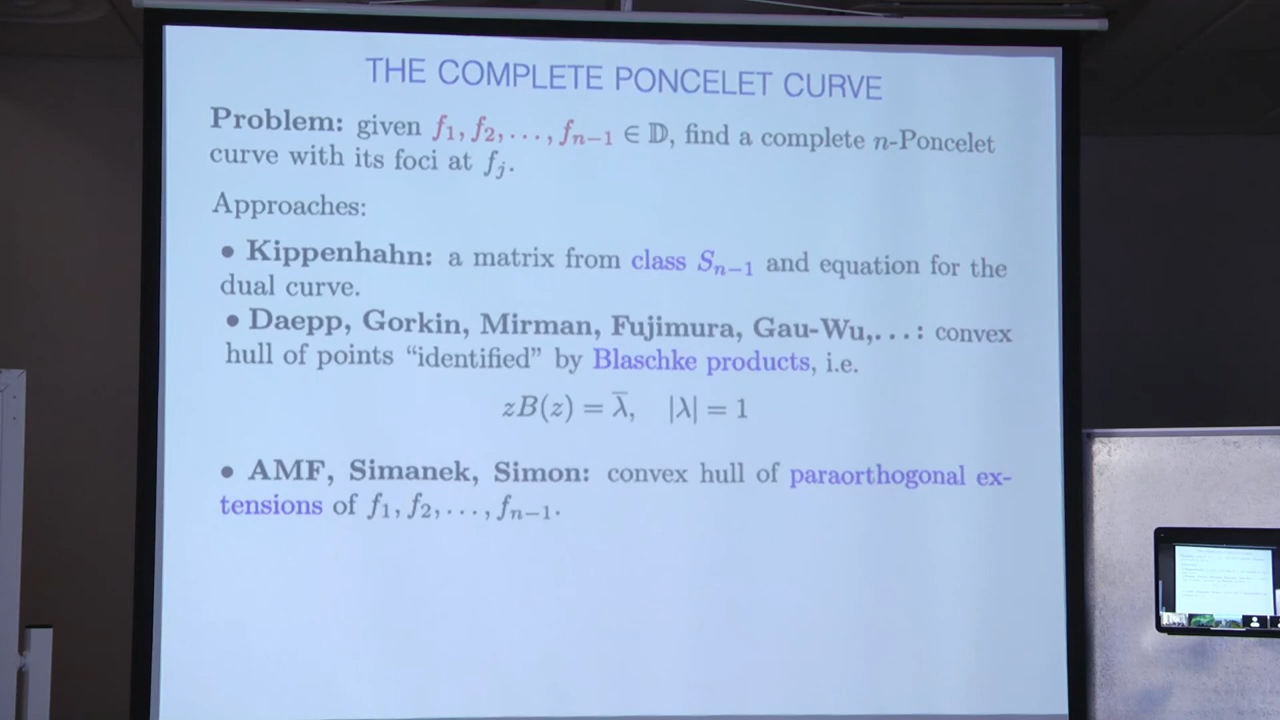 THE COMPLETE PONCELET CURVE
Problem: given f₁, f₂, . . . , fₙ₋₁ ∈ 𝔻, find a complete n-Poncelet
curve with its foci at fⱼ.
Approaches:
• Kippenhahn: a matrix from class Sₙ₋₁ and equation for the
dual curve.
• Daepp, Gorkin, Mirman, Fujimura, Gau-Wu,. . . : convex
hull of points “identified” by Blaschke products, i.e.
zB(z) = λ̅, |λ| = 1
• AMF, Simanek, Simon: convex hull of paraorthogonal ex-
tensions of f₁, f₂, . . . , fₙ₋₁.